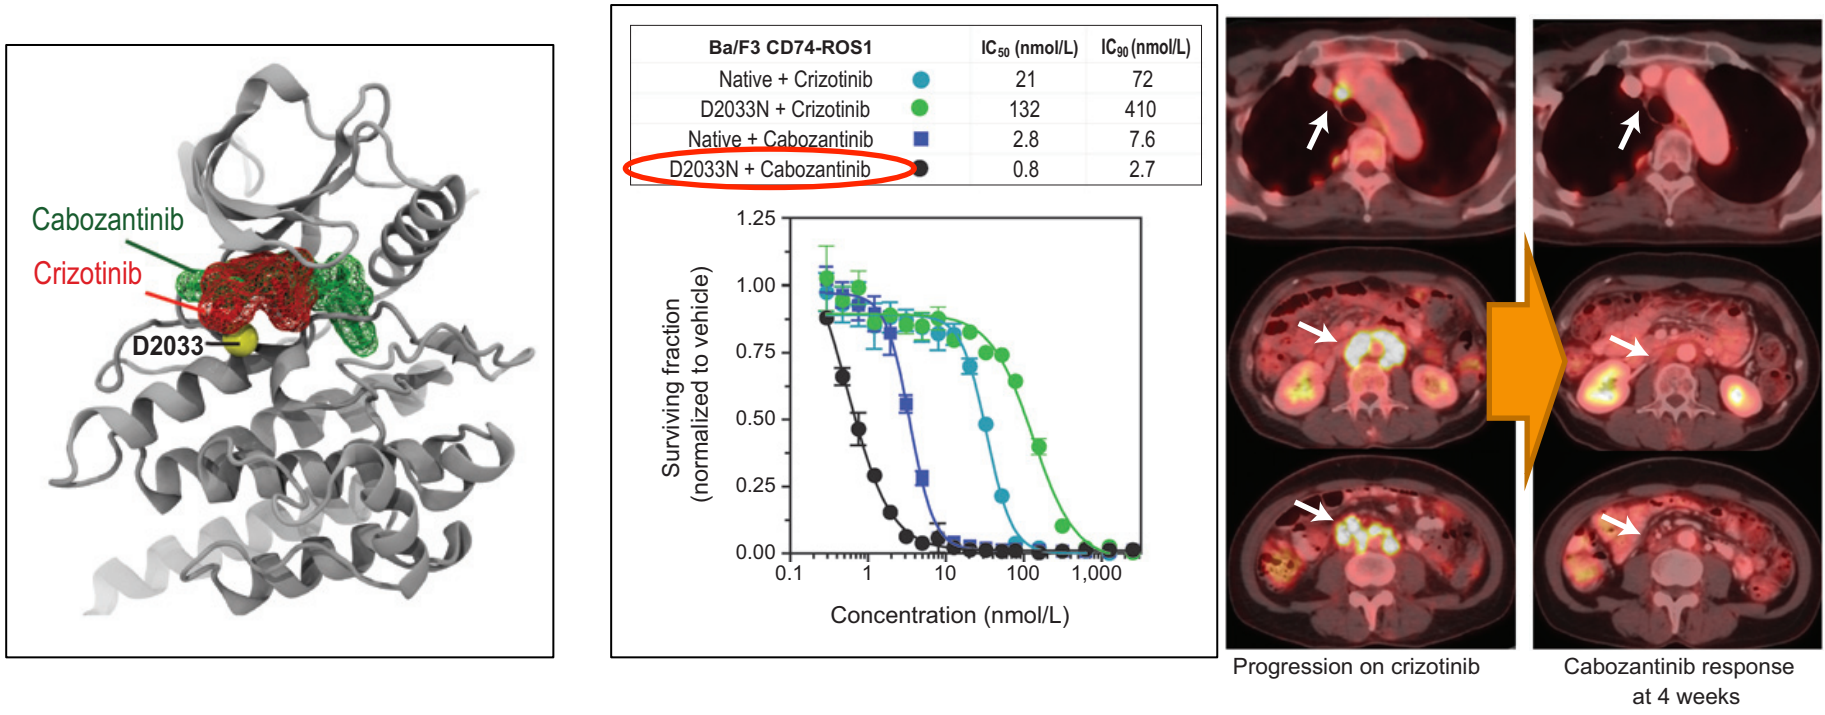 Cabozantinib
Crizotinib
D2033
Ba/F3 CD74-ROS1 IC50 (nmol/L) IC90 (nmol/L)
Native + Crizotinib 21 72
D2033N + Crizotinib 132 410
Native + Cabozantinib 2.8 7.6
D2033N + Cabozantinib 0.8 2.7
1.25
1.00
0.75
0.50
0.25
0.00
Surviving fraction
(normalized to vehicle)
0.1 1 10 100 1,000
Concentration (nmol/L)
Progression on crizotinib
Cabozantinib response
at 4 weeks